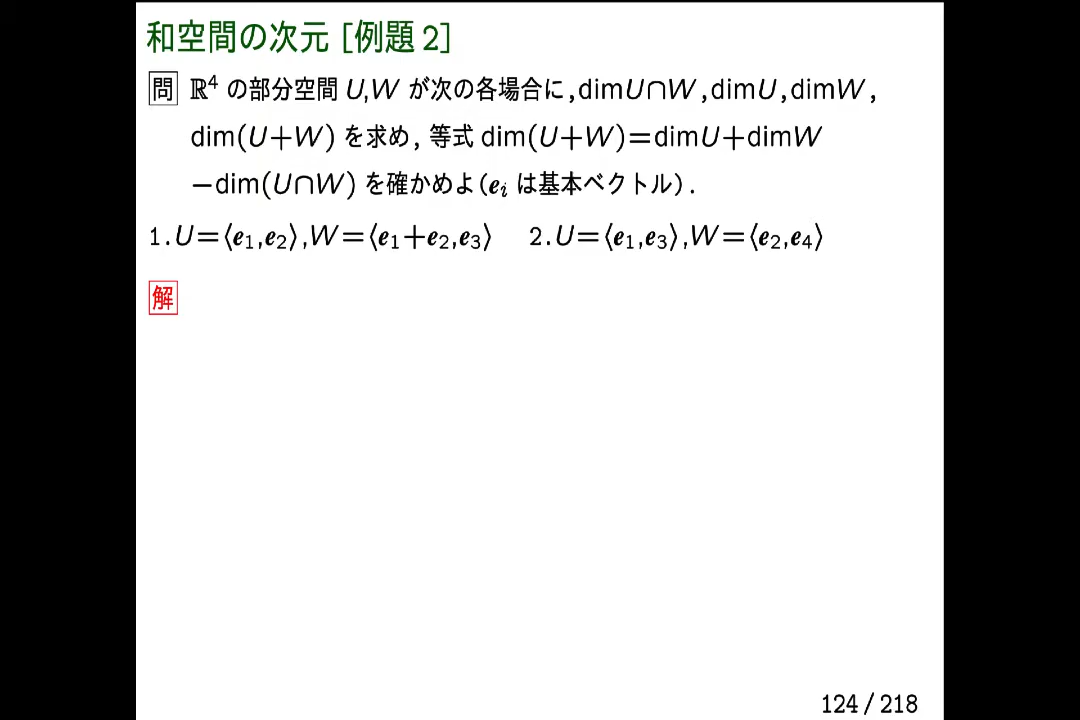 和空間の次元 [例題 2]
問 ℝ⁴ の部分空間 U,W が次の各場合に,dimU∩W,dimU,dimW,
dim(U+W) を求め, 等式 dim(U+W)=dimU+dimW
−dim(U∩W) を確かめよ(eᵢ は基本ベクトル).
1.U=⟨e₁,e₂⟩,W=⟨e₁+e₂,e₃⟩ 2.U=⟨e₁,e₃⟩,W=⟨e₂,e₄⟩
解
124 / 218